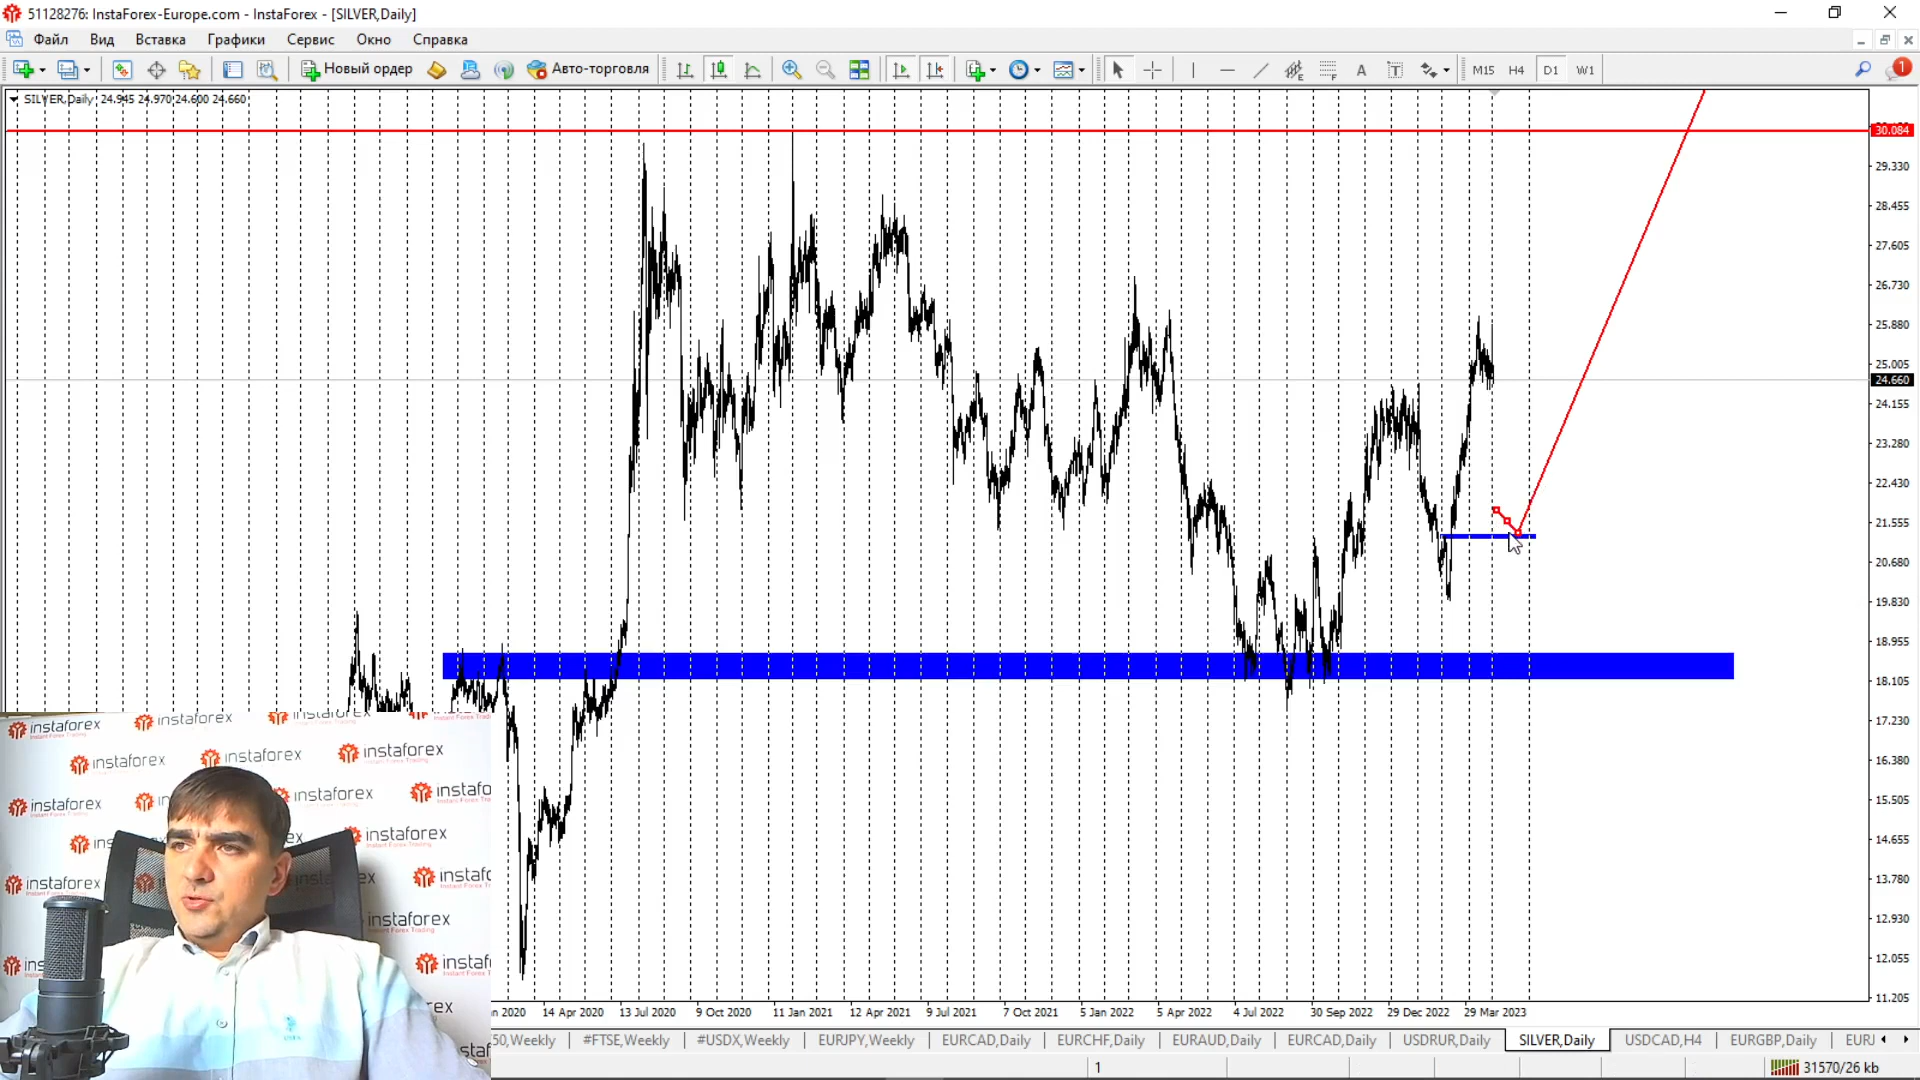 51128276: InstaForex-Europe.com - InstaForex - [SILVER,Daily]
Файл Вид Вставка Графики Сервис Окно Справка
Новый ордер Авто-торговля A T M15 H4 D1 W1 1
SILVER,Daily 24.945 24.970 24.600 24.660
30.084
29.330
28.455
27.605
26.730
25.880
25.005
24.660
24.155
23.280
22.430
21.555
20.680
19.830
18.955
18.105
17.230
16.380
15.505
14.655
13.780
12.930
12.055
11.205
instaforex instaforex
instaforex instaforex instaforex
instaforex instaforex
instaforex
instaforex
instaforex
14 Apr 2020 13 Jul 2020 9 Oct 2020 11 Jan 2021 12 Apr 2021 9 Jul 2021 7 Oct 2021 5 Jan 2022 5 Apr 2022 4 Jul 2022 30 Sep 2022 29 Dec 2022 29 Mar 2023
50,Weekly #FTSE,Weekly #USDX,Weekly EURJPY,Weekly EURCAD,Daily EURCHF,Daily EURAUD,Daily EURCAD,Daily USDRUR,Daily SILVER,Daily USDCAD,H4 EURGBP,Daily EURJ
1 31570/26 kb